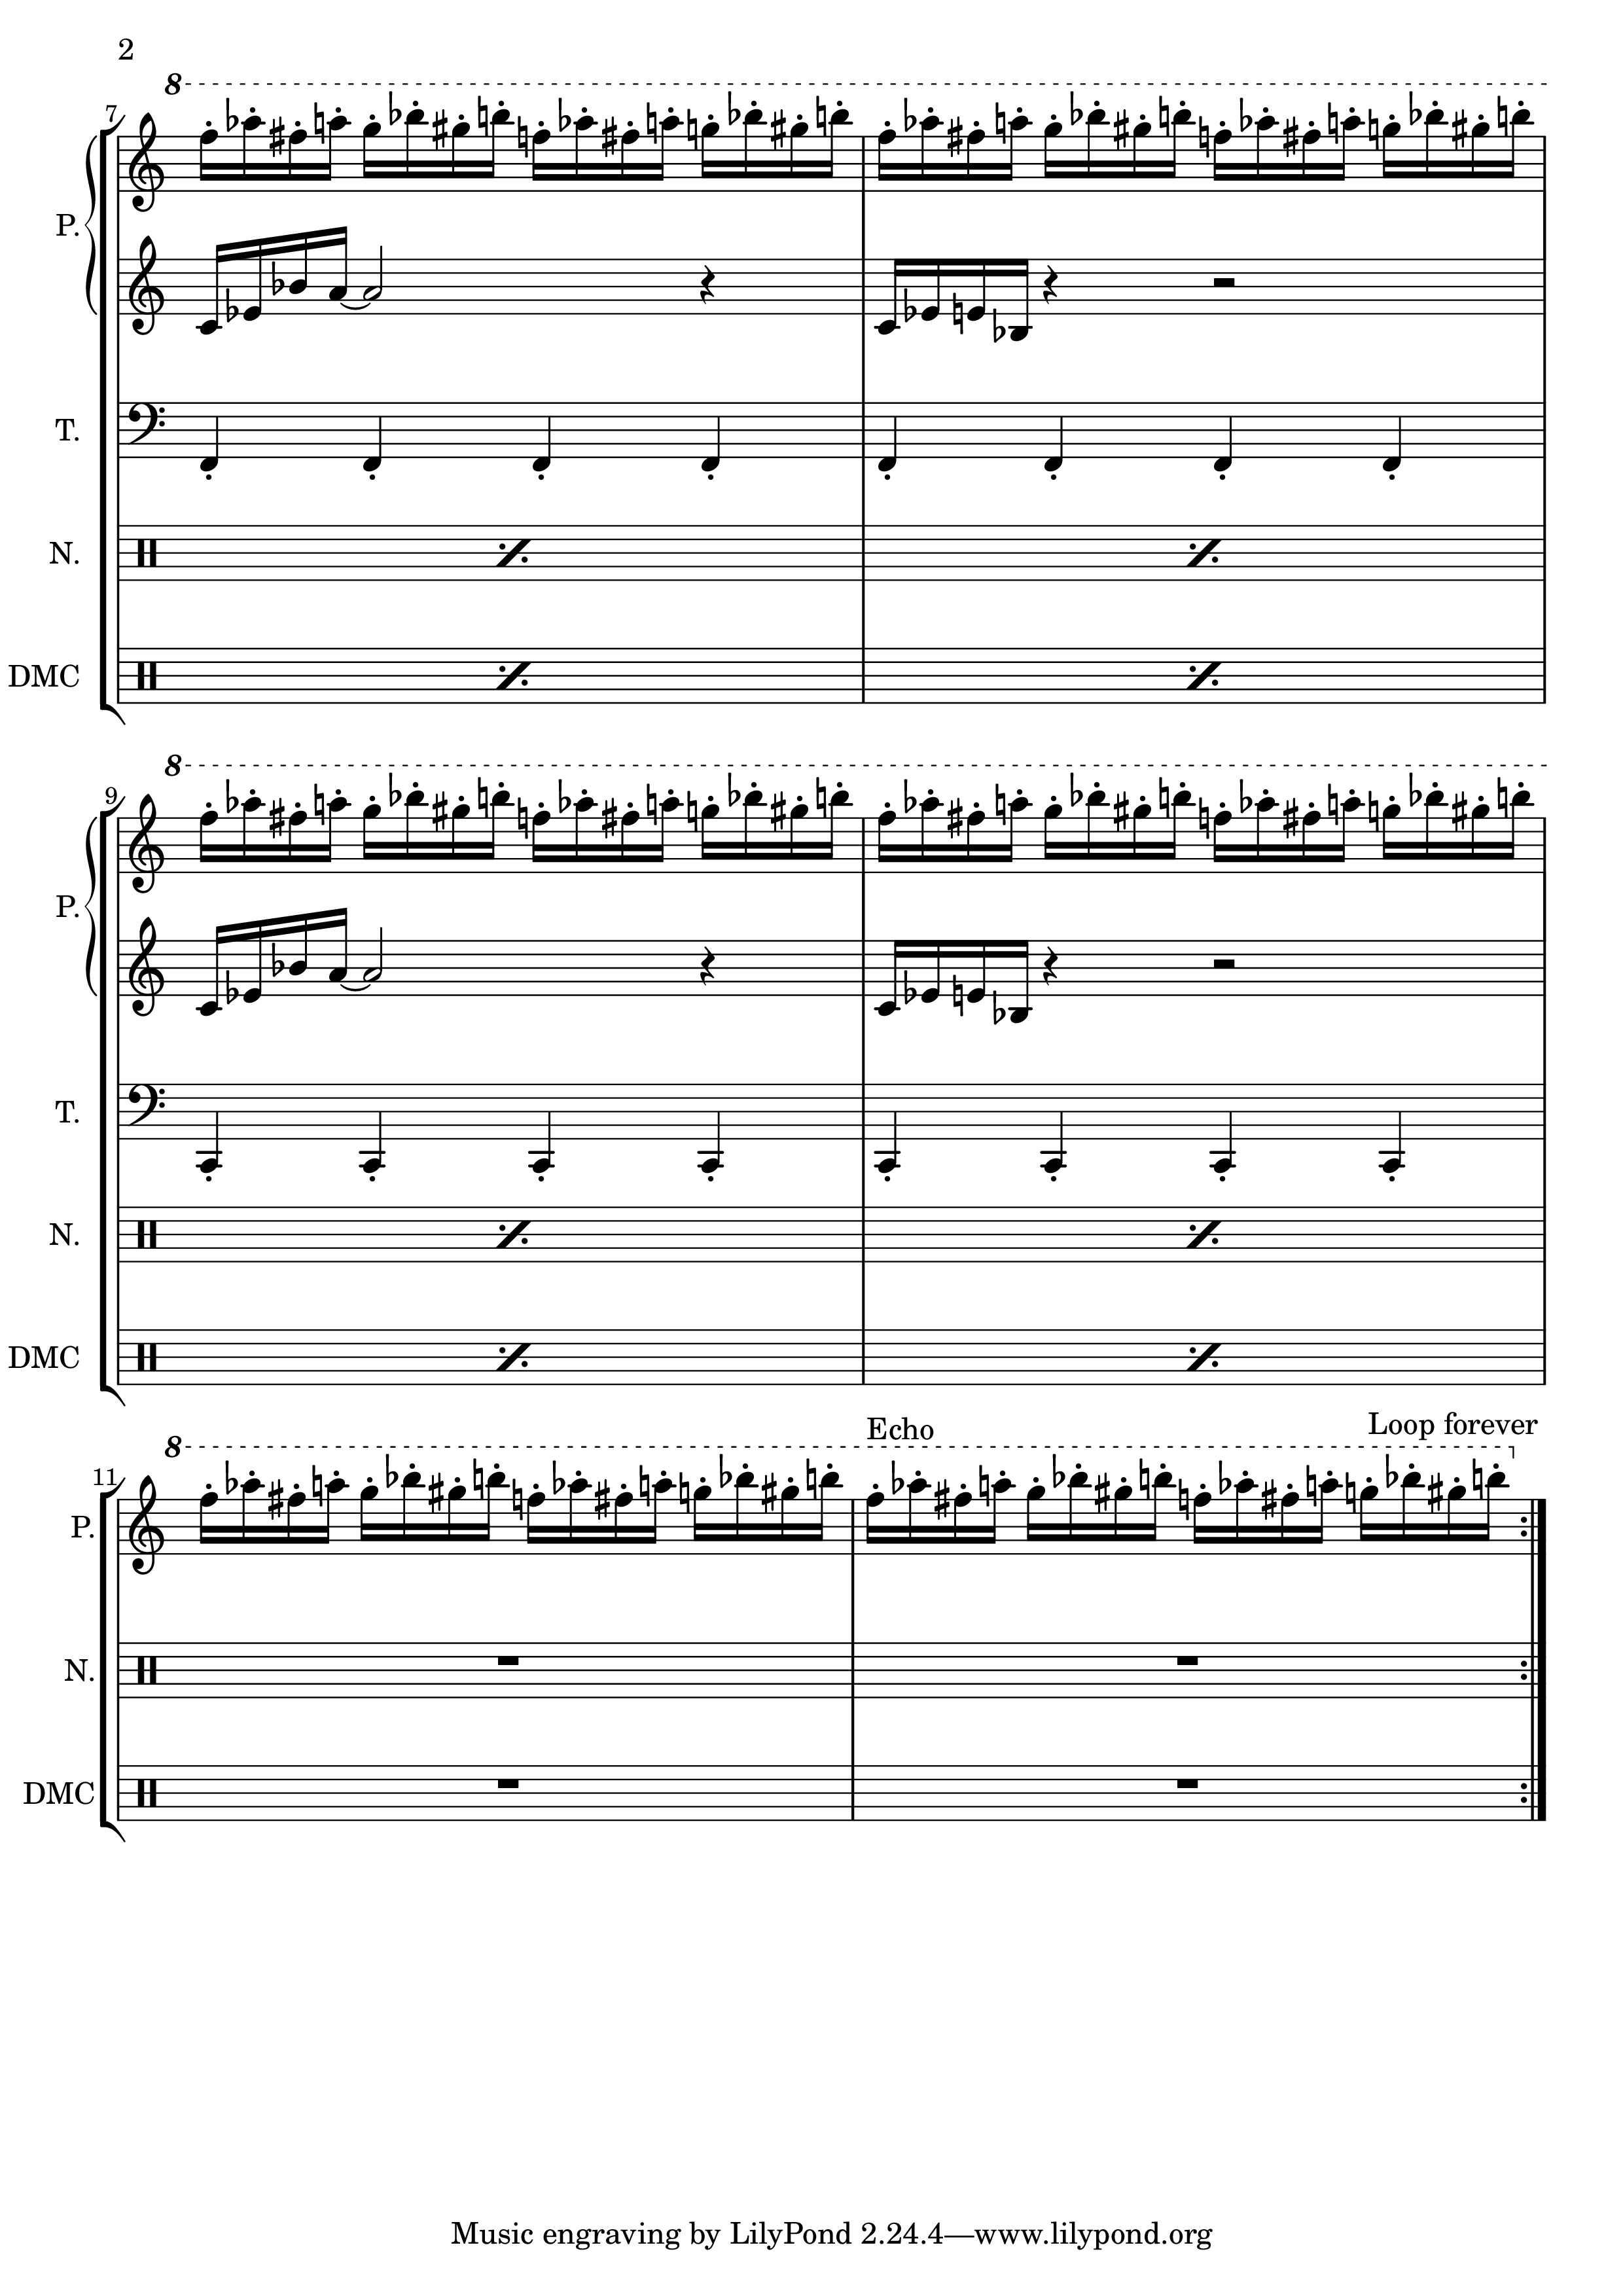 2
8
7
P.
T.
N.
DMC
8
9
P.
T.
N.
DMC
Echo
Loop forever
8
11
P.
N.
DMC
Music engraving by LilyPond 2.24.4—www.lilypond.org